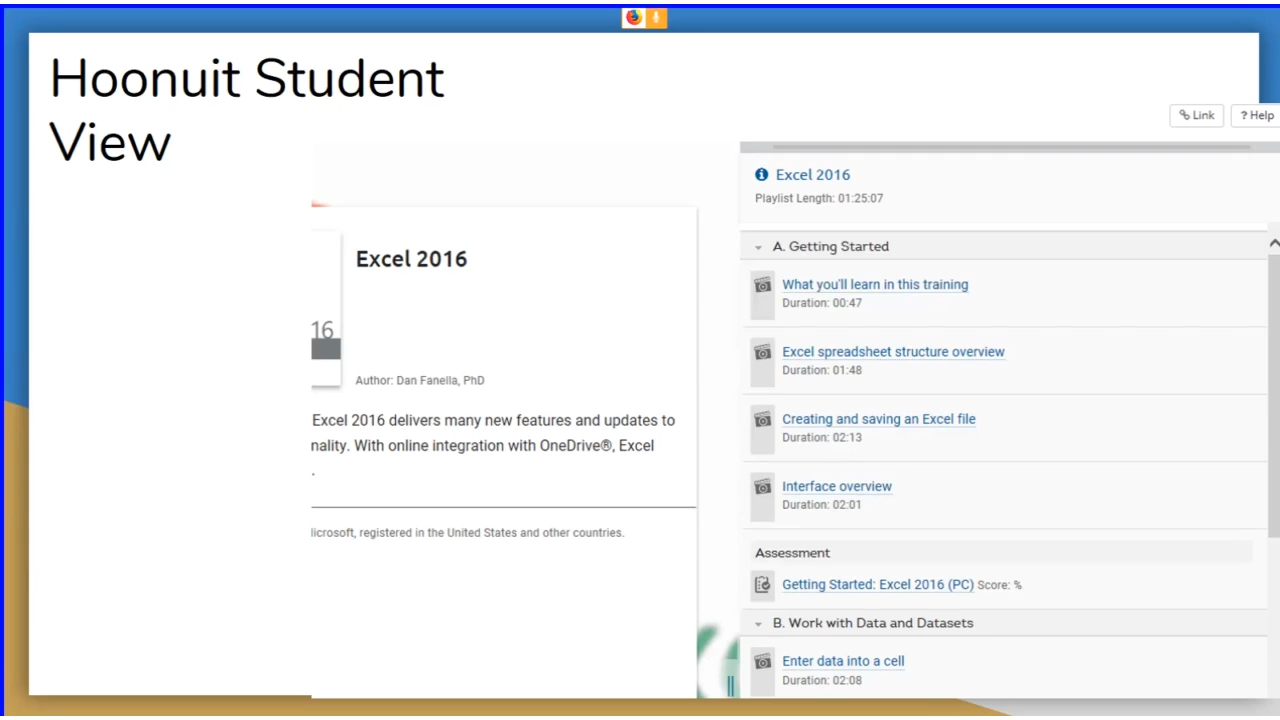 Hoonuit Student
View
Link
? Help
Excel 2016
Playlist Length: 01:25:07
A. Getting Started
What you'll learn in this training
Duration: 00:47
Excel spreadsheet structure overview
Duration: 01:48
Creating and saving an Excel file
Duration: 02:13
Interface overview
Duration: 02:01
Assessment
Getting Started: Excel 2016 (PC) Score: %
B. Work with Data and Datasets
Enter data into a cell
Duration: 02:08
Excel 2016
16
Author: Dan Fanella, PhD
Excel 2016 delivers many new features and updates to
nality. With online integration with OneDrive®, Excel
.
licrosoft, registered in the United States and other countries.